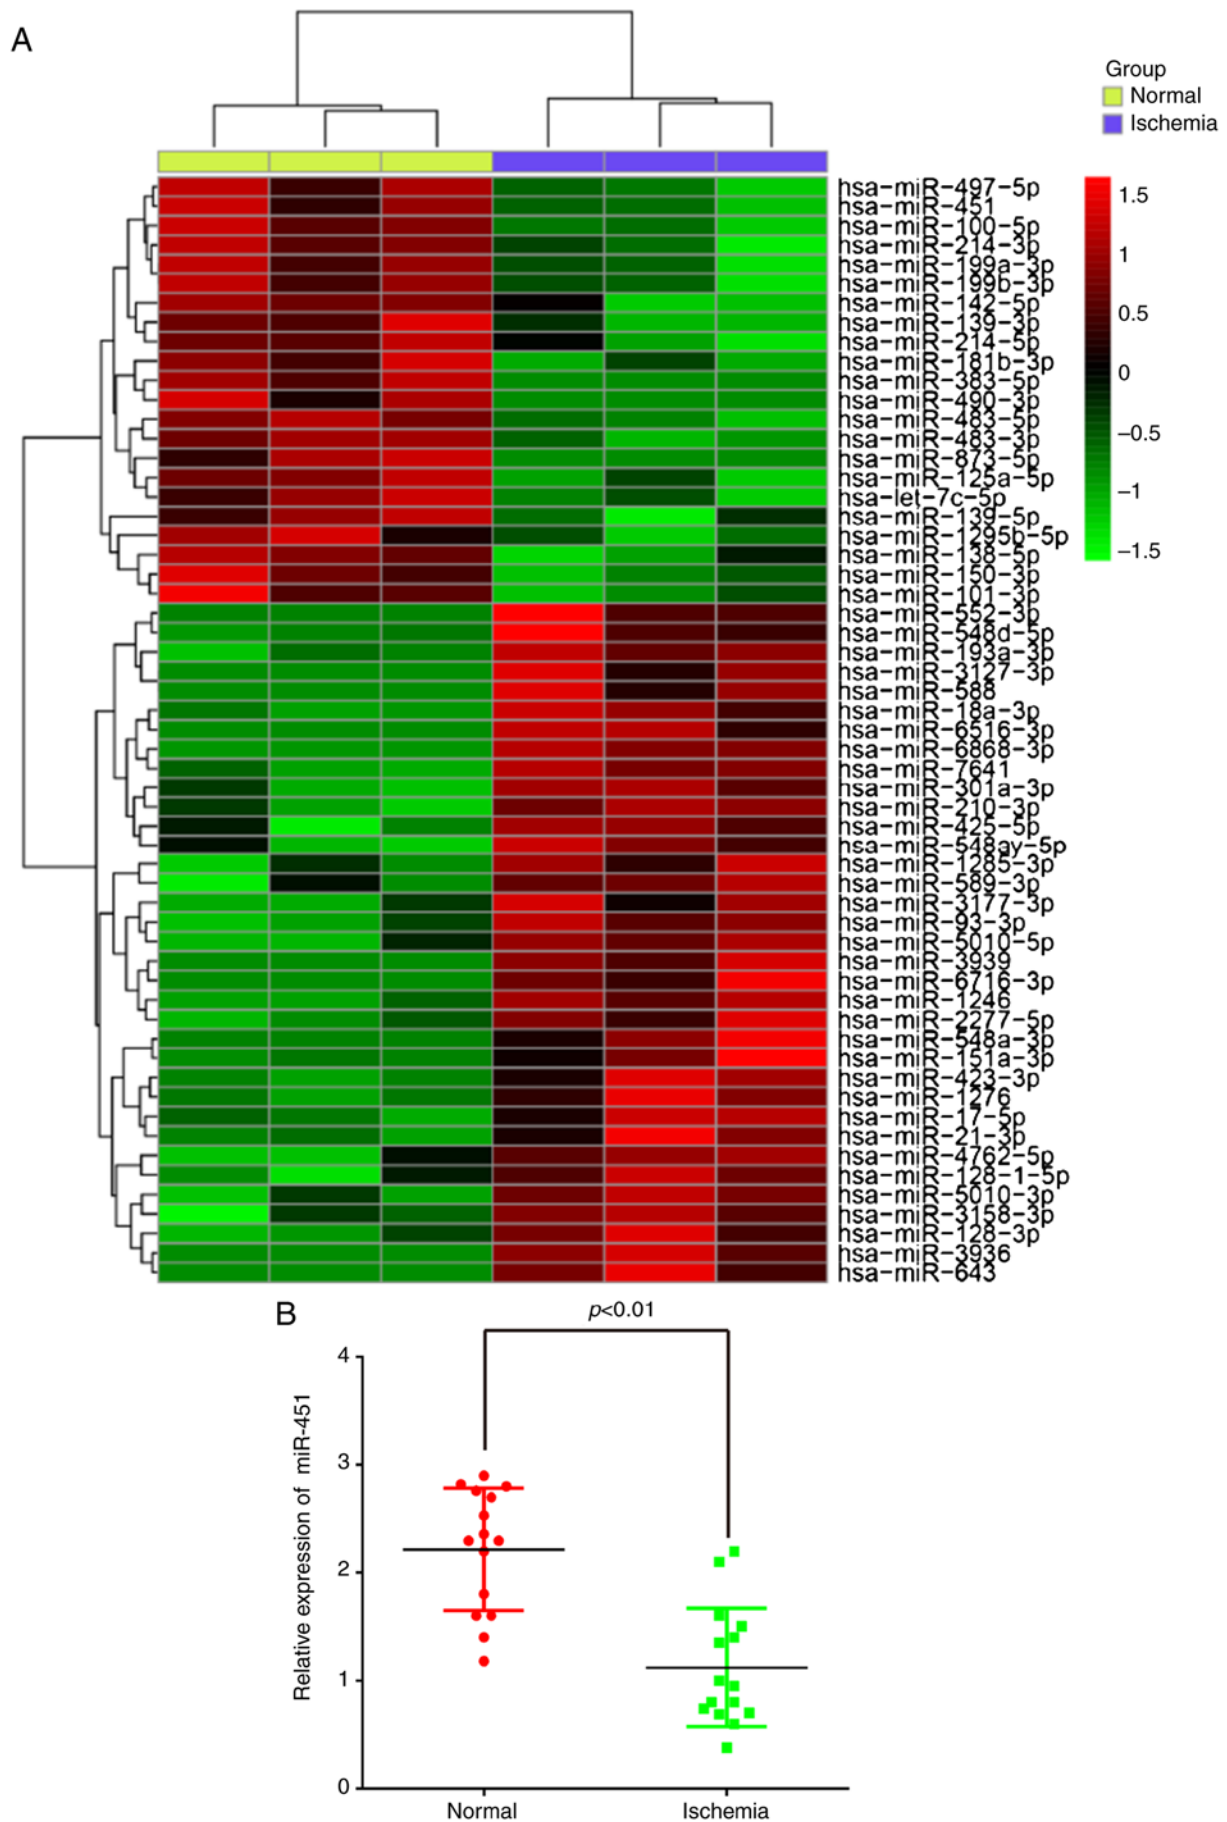 A
Group
Normal
Ischemia
hsa-miR-497-5p
hsa-miR-451
hsa-miR-100-5p
hsa-miR-214-3p
hsa-miR-199a-3p
hsa-miR-199b-3p
hsa-miR-142-5p
hsa-miR-139-3p
hsa-miR-214-5p
hsa-miR-181b-3p
hsa-miR-383-5p
hsa-miR-490-3p
hsa-miR-483-5p
hsa-miR-483-3p
hsa-miR-873-5p
hsa-miR-125a-5p
hsa-let-7c-5p
hsa-miR-139-5p
hsa-miR-1295b-5p
hsa-miR-138-5p
hsa-miR-150-3p
hsa-miR-101-3p
hsa-miR-552-3p
hsa-miR-548d-5p
hsa-miR-193a-3p
hsa-miR-3127-3p
hsa-miR-588
hsa-miR-18a-3p
hsa-miR-6516-3p
hsa-miR-6868-3p
hsa-miR-7641
hsa-miR-301a-3p
hsa-miR-210-3p
hsa-miR-425-5p
hsa-miR-548ay-5p
hsa-miR-1285-3p
hsa-miR-589-3p
hsa-miR-3177-3p
hsa-miR-93-3p
hsa-miR-5010-5p
hsa-miR-3939
hsa-miR-6716-3p
hsa-miR-1246
hsa-miR-2277-5p
hsa-miR-548a-3p
hsa-miR-151a-3p
hsa-miR-423-3p
hsa-miR-1276
hsa-miR-17-5p
hsa-miR-21-3p
hsa-miR-4762-5p
hsa-miR-128-1-5p
hsa-miR-5010-3p
hsa-miR-3158-3p
hsa-miR-128-3p
hsa-miR-3936
hsa-miR-643
1.5
1
0.5
0
−0.5
−1
−1.5
B
p<0.01
Relative expression of miR-451
4
3
2
1
0
Normal
Ischemia